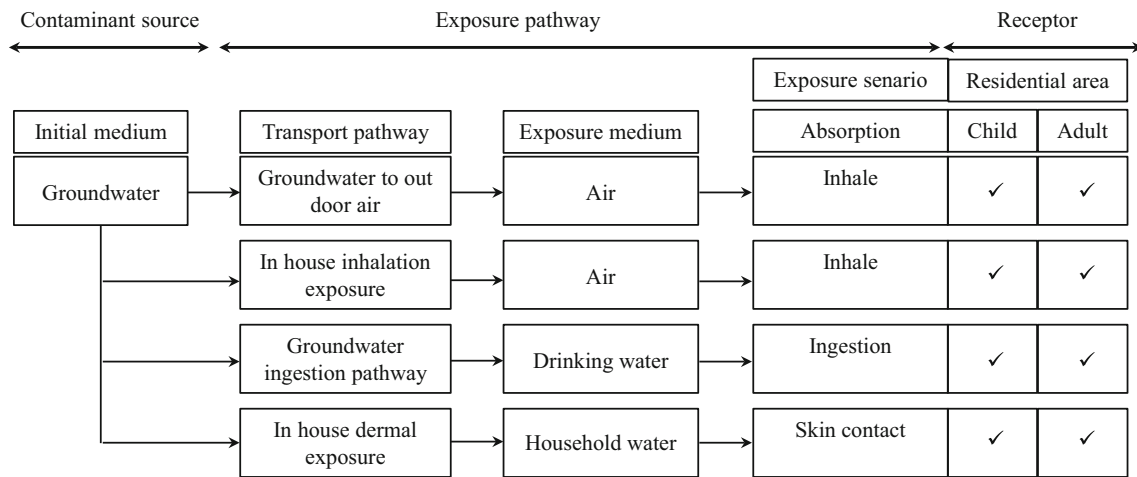 Contaminant source Exposure pathway Receptor
Exposure senario Residential area
Initial medium Transport pathway Exposure medium Absorption Child Adult
Groundwater
Groundwater to out
door air
Air
Inhale
✓ ✓
In house inhalation
exposure
Air
Inhale
✓ ✓
Groundwater
ingestion pathway
Drinking water
Ingestion
✓ ✓
In house dermal
exposure
Household water
Skin contact
✓ ✓